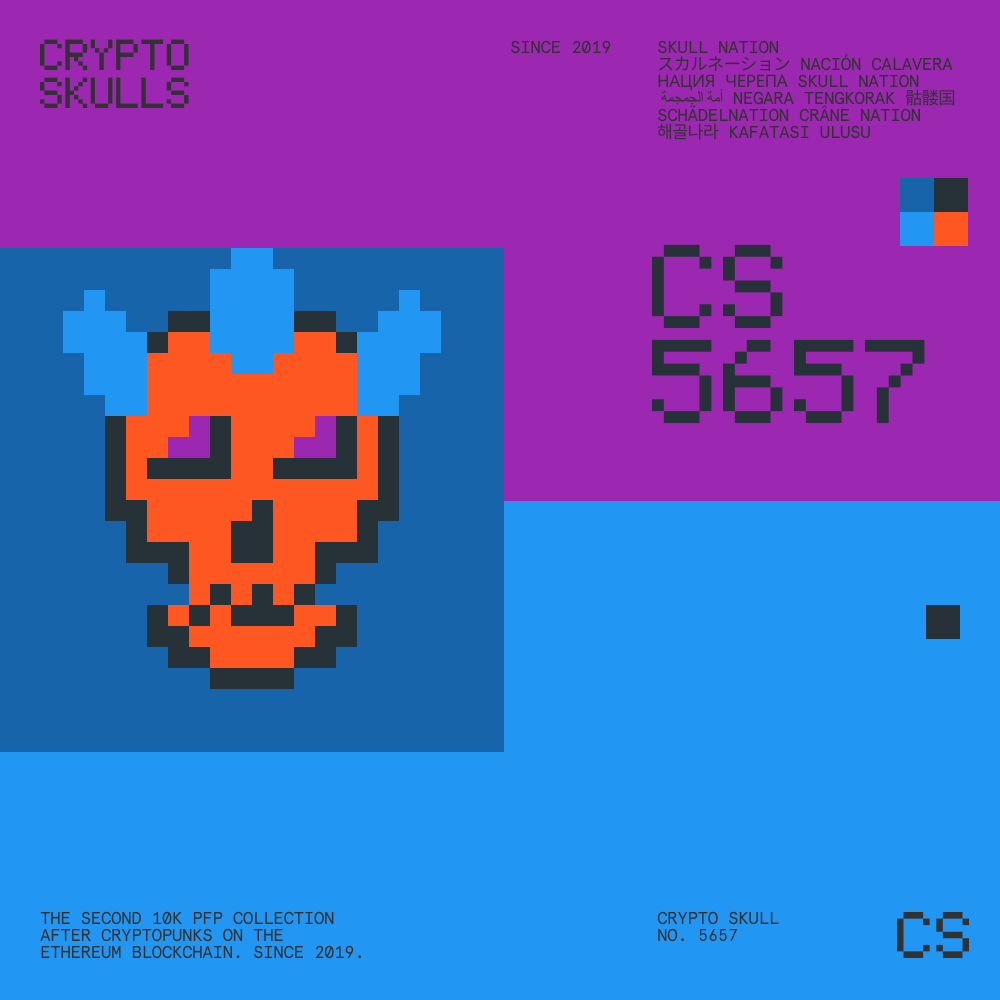 CRYPTO
SKULLS
SINCE 2019
SKULL NATION
スカルネーション NACIÓN CALAVERA
НАЦИЯ ЧЕРЕПА SKULL NATION
أمة الجمجمة NEGARA TENGKORAK 骷髅国
SCHÄDELNATION CRÂNE NATION
해골나라 KAFATASI ULUSU
CS
5657
THE SECOND 10K PFP COLLECTION
AFTER CRYPTOPUNKS ON THE
ETHEREUM BLOCKCHAIN. SINCE 2019.
CRYPTO SKULL
NO. 5657
CS